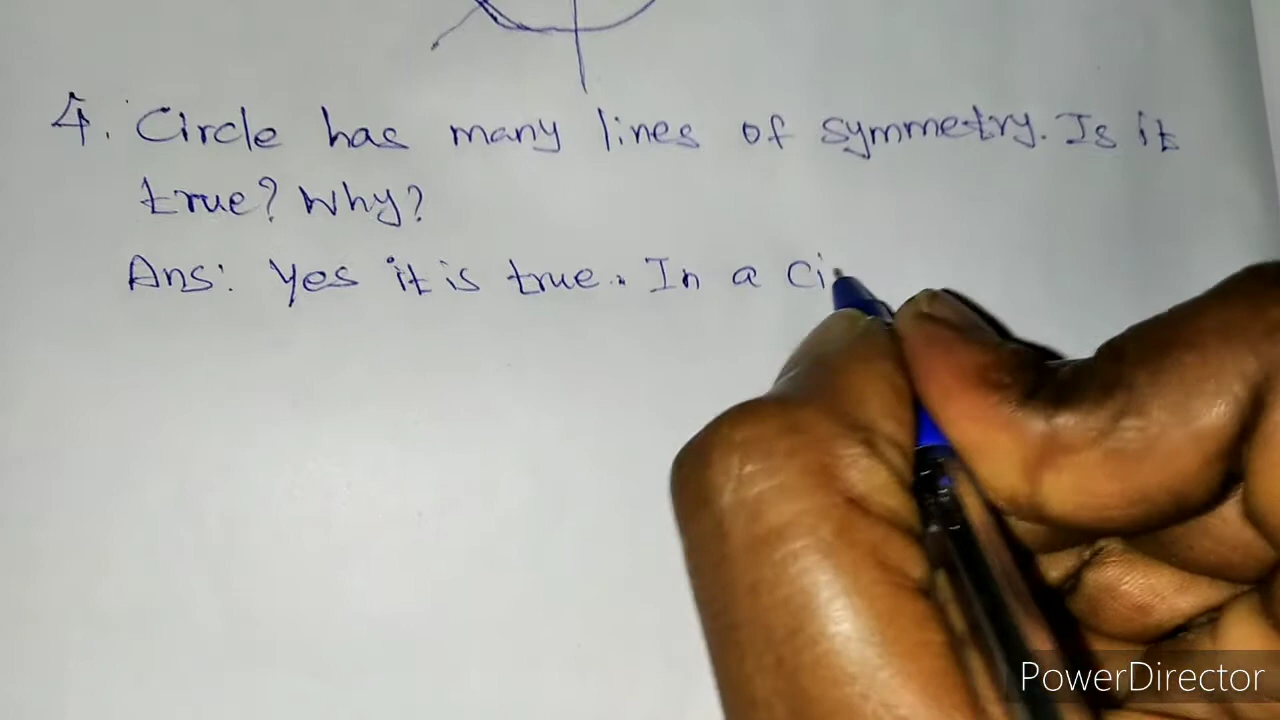 4. Circle has many lines of symmetry. Is it
true? Why?
Ans: Yes it is true. In a Ci
PowerDirector